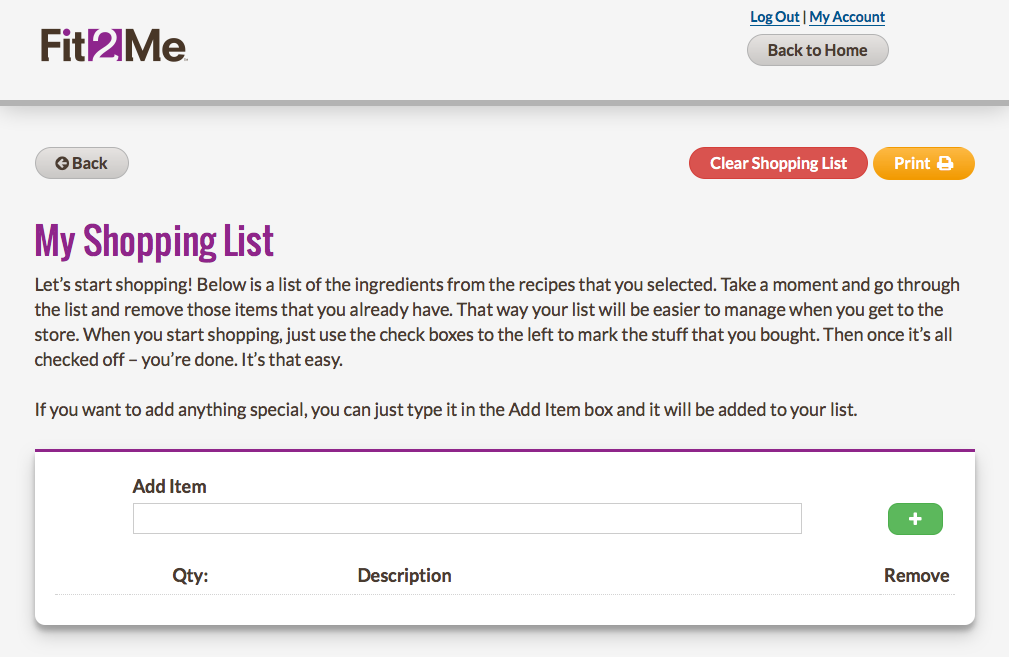 Log Out | My Account
Fit2Me
Back to Home
Back
Clear Shopping List
Print
My Shopping List
Let’s start shopping! Below is a list of the ingredients from the recipes that you selected. Take a moment and go through
the list and remove those items that you already have. That way your list will be easier to manage when you get to the
store. When you start shopping, just use the check boxes to the left to mark the stuff that you bought. Then once it’s all
checked off – you’re done. It’s that easy.
If you want to add anything special, you can just type it in the Add Item box and it will be added to your list.
Add Item
Qty: Description Remove